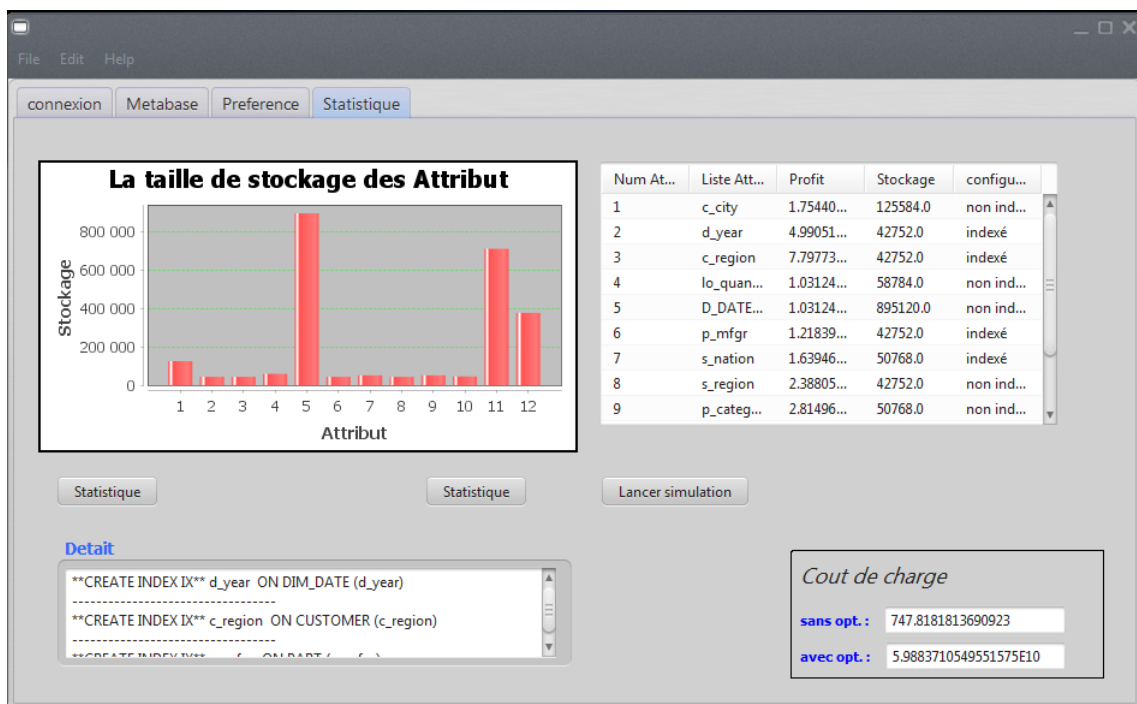 File Edit Help
connexion Metabase Preference Statistique
La taille de stockage des Attribut
Stockage
800 000
600 000
400 000
200 000
0
1 2 3 4 5 6 7 8 9 10 11 12
Attribut
Num At... Liste Att... Profit Stockage configu...
1 c_city 1.75440... 125584.0 non ind...
2 d_year 4.99051... 42752.0 indexé
3 c_region 7.79773... 42752.0 indexé
4 lo_quan... 1.03124... 58784.0 non ind...
5 D_DATE... 1.03124... 895120.0 non ind...
6 p_mfgr 1.21839... 42752.0 indexé
7 s_nation 1.63946... 50768.0 indexé
8 s_region 2.38805... 42752.0 non ind...
9 p_categ... 2.81496... 50768.0 non ind...
Statistique Statistique Lancer simulation
Detait
**CREATE INDEX IX** d_year ON DIM_DATE (d_year)
----------------------------------
**CREATE INDEX IX** c_region ON CUSTOMER (c_region)
----------------------------------
Cout de charge
sans opt. : 747.8181813690923
avec opt. : 5.9883710549551575E10